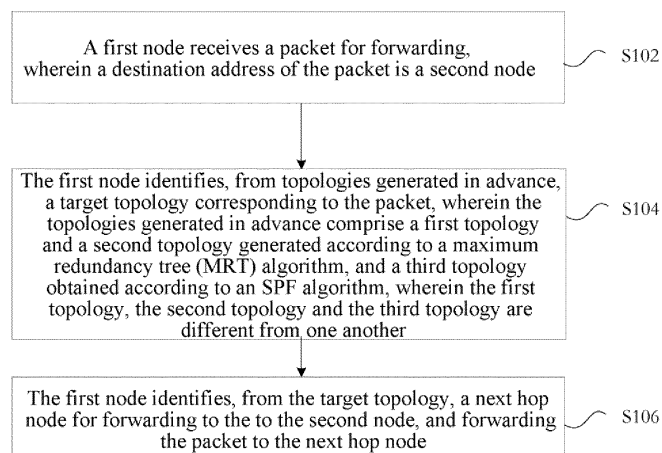 A first node receives a packet for forwarding,
wherein a destination address of the packet is a second node
S102
The first node identifies, from topologies generated in advance,
a target topology corresponding to the packet, wherein the
topologies generated in advance comprise a first topology
and a second topology generated according to a maximum
redundancy tree (MRT) algorithm, and a third topology
obtained according to an SPF algorithm, wherein the first
topology, the second topology and the third topology are
different from one another
S104
The first node identifies, from the target topology, a next hop
node for forwarding to the to the second node, and forwarding
the packet to the next hop node
S106